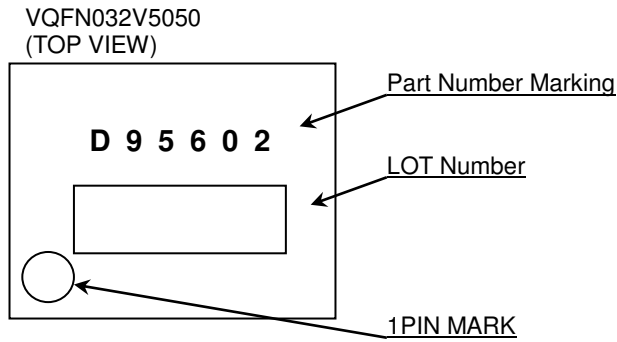 VQFN032V5050
(TOP VIEW)
Part Number Marking
D 9 5 6 0 2
LOT Number
1PIN MARK